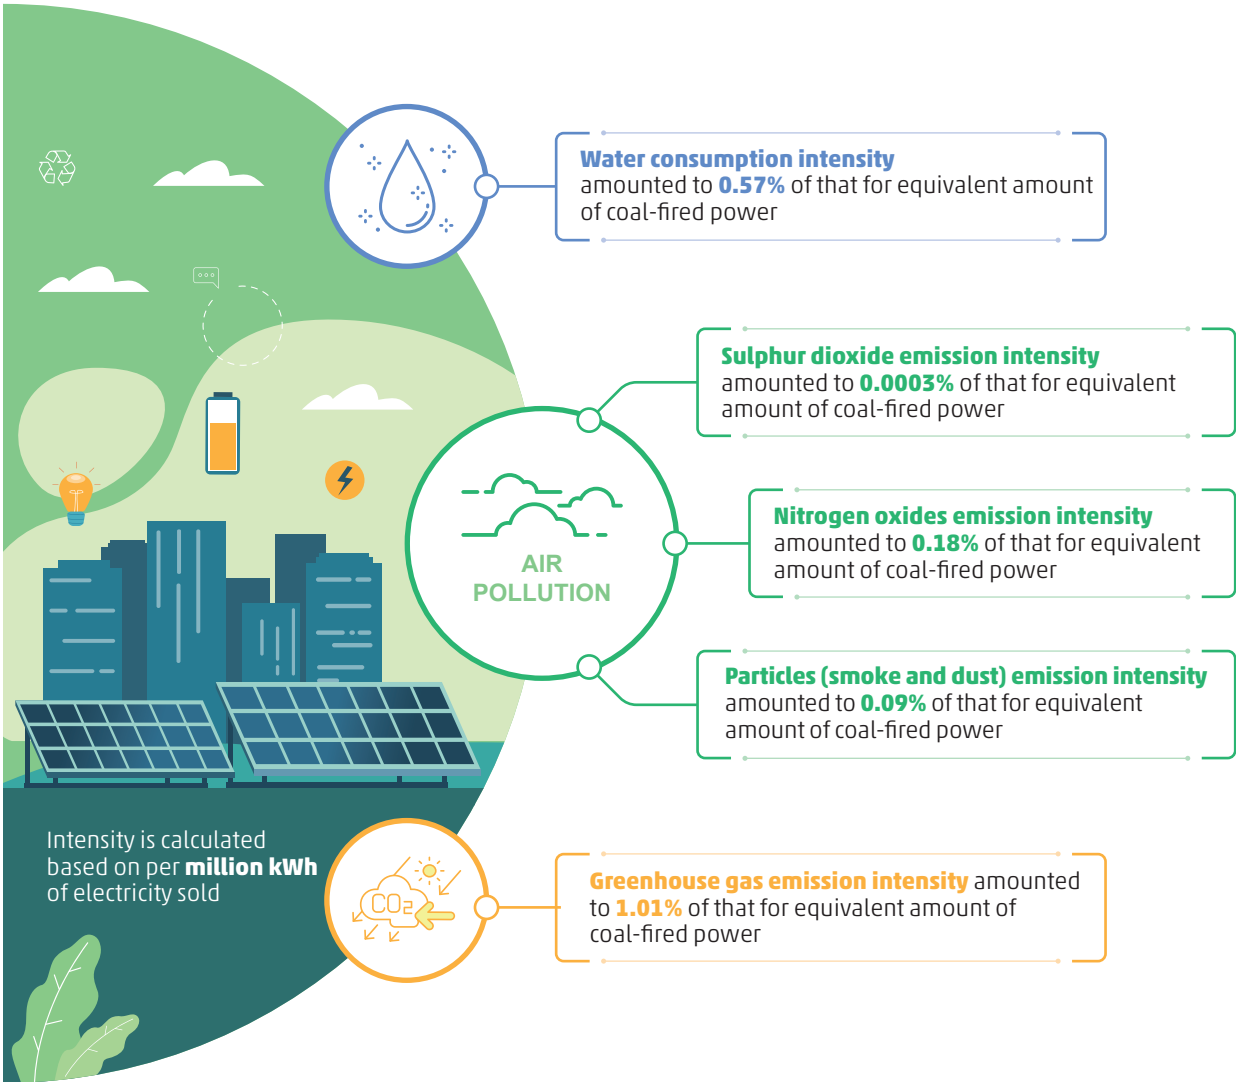 Water consumption intensity
amounted to 0.57% of that for equivalent amount
of coal-fired power
Sulphur dioxide emission intensity
amounted to 0.0003% of that for equivalent
amount of coal-fired power
AIR
POLLUTION
Nitrogen oxides emission intensity
amounted to 0.18% of that for equivalent
amount of coal-fired power
Particles (smoke and dust) emission intensity
amounted to 0.09% of that for equivalent
amount of coal-fired power
Intensity is calculated
based on per million kWh
of electricity sold
CO2
Greenhouse gas emission intensity amounted
to 1.01% of that for equivalent amount of
coal-fired power